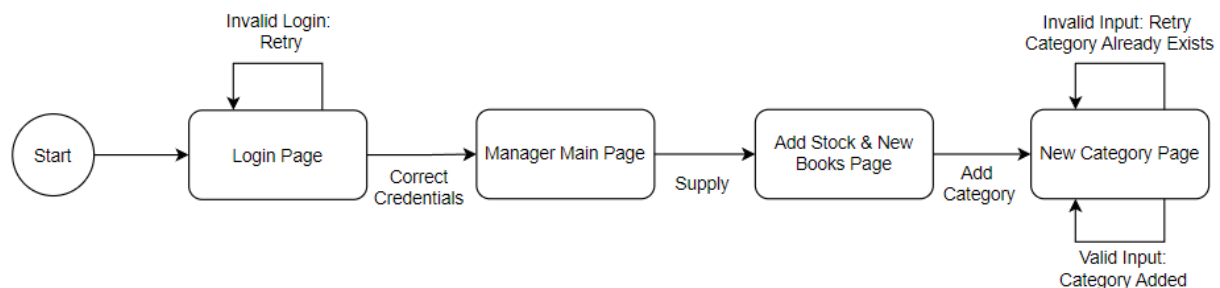 Invalid Login:
Retry
Invalid Input: Retry
Category Already Exists
Start
Login Page
Correct
Credentials
Manager Main Page
Supply
Add Stock & New
Books Page
Add
Category
New Category Page
Valid Input:
Category Added